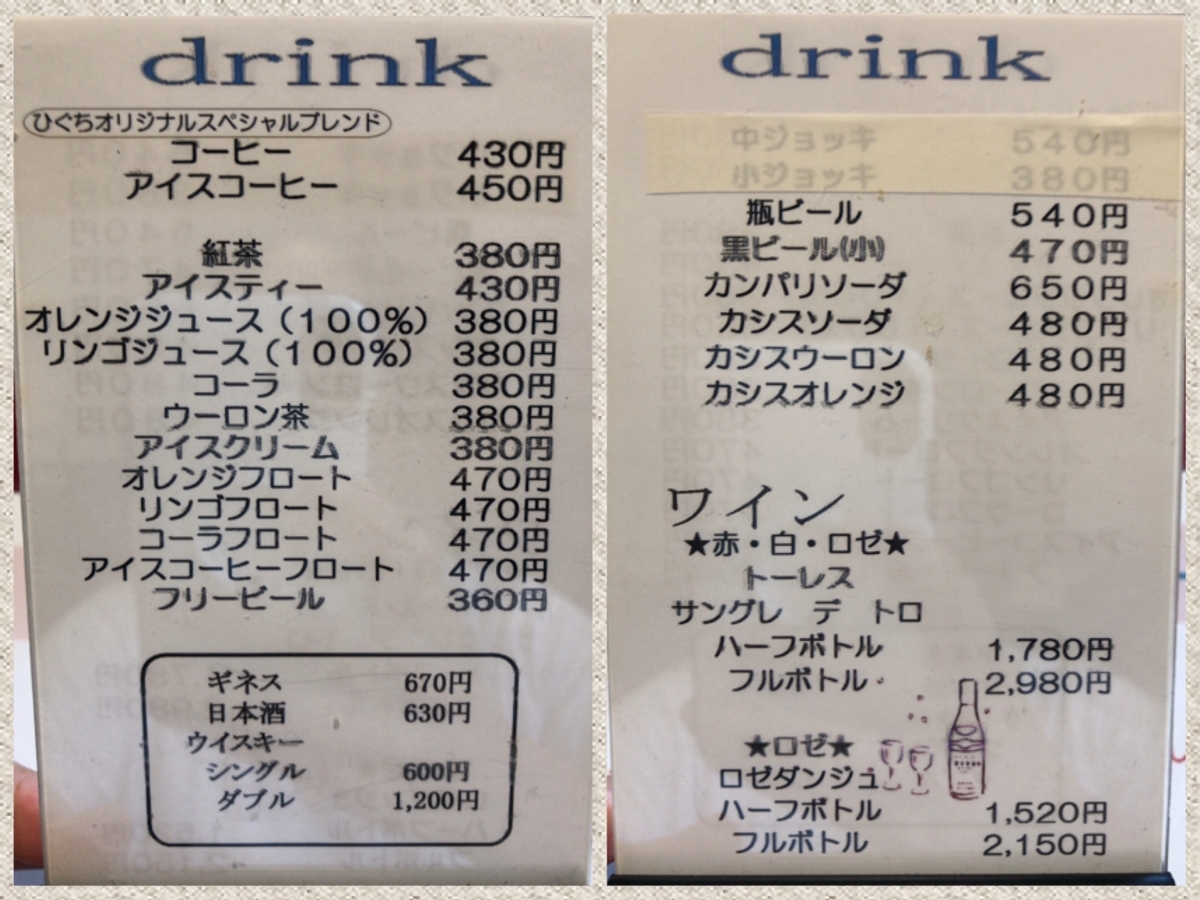 drink
ひぐちオリジナルスペシャルブレンド
コーヒー 430円
アイスコーヒー 450円
紅茶 380円
アイスティー 430円
オレンジジュース(100%) 380円
リンゴジュース(100%) 380円
コーラ 380円
ウーロン茶 380円
アイスクリーム 380円
オレンジフロート 470円
リンゴフロート 470円
コーラフロート 470円
アイスコーヒーフロート 470円
フリービール 360円
ギネス 670円
日本酒 630円
ウイスキー
シングル 600円
ダブル 1,200円
drink
中ジョッキ 540円
小ジョッキ 380円
瓶ビール 540円
黒ビール(小) 470円
カンパリソーダ 650円
カシスソーダ 480円
カシスウーロン 480円
カシスオレンジ 480円
ワイン
★赤・白・ロゼ★
トーレス
サングレ デ トロ
ハーフボトル 1,780円
フルボトル 2,980円
★ロゼ★
ロゼダンジュ
ハーフボトル 1,520円
フルボトル 2,150円